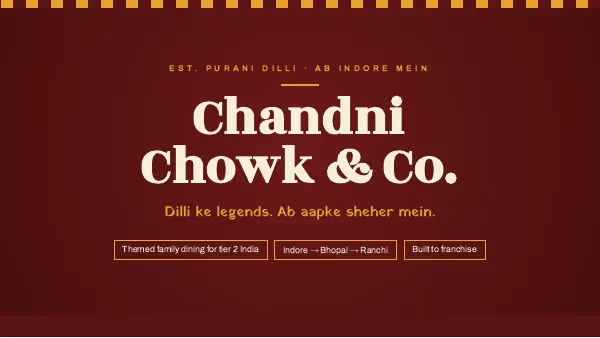 EST. PURANI DILLI · AB INDORE MEIN
Chandni
Chowk & Co.
Dilli ke legends. Ab aapke sheher mein.
Themed family dining for tier 2 India
Indore → Bhopal → Ranchi
Built to franchise